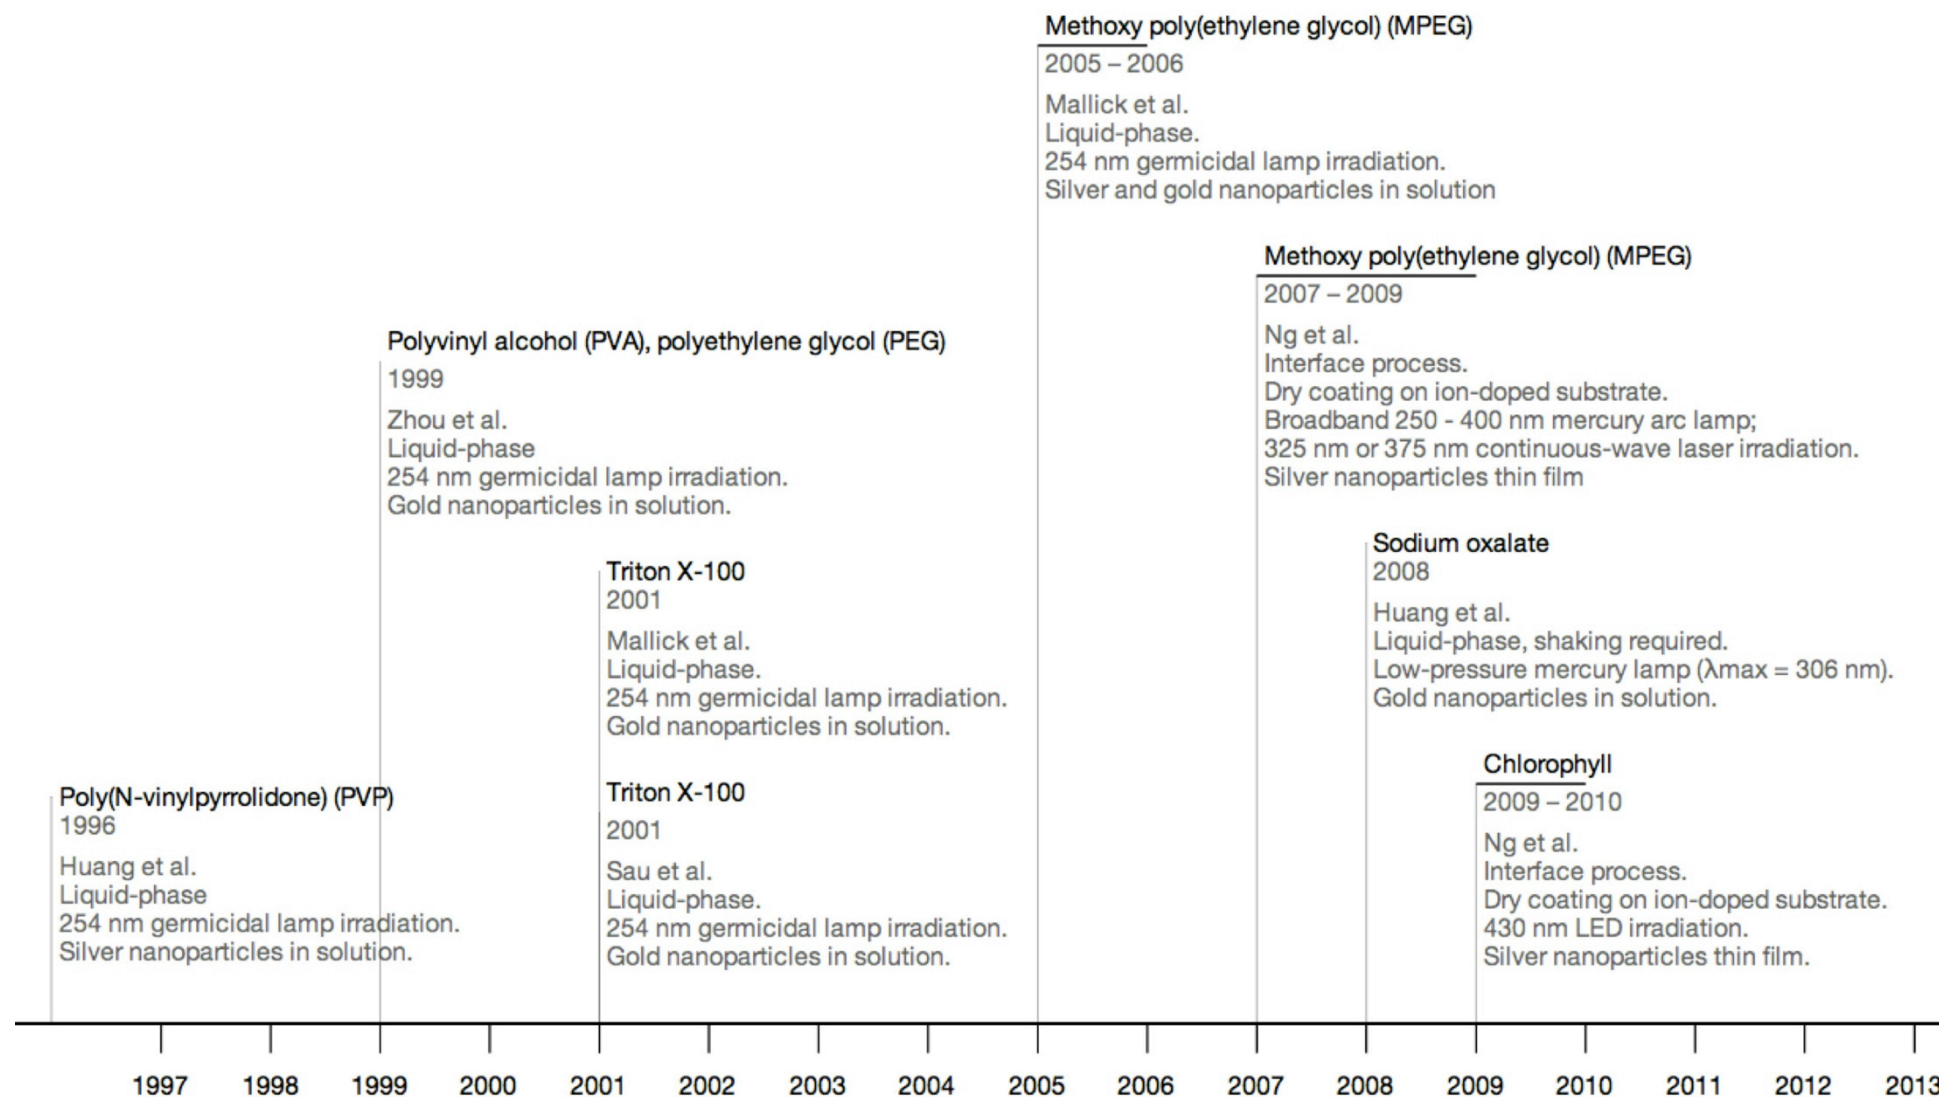 Methoxy poly(ethylene glycol) (MPEG)
2005 – 2006
Mallick et al.
Liquid-phase.
254 nm germicidal lamp irradiation.
Silver and gold nanoparticles in solution
Methoxy poly(ethylene glycol) (MPEG)
2007 – 2009
Ng et al.
Interface process.
Dry coating on ion-doped substrate.
Broadband 250 - 400 nm mercury arc lamp;
325 nm or 375 nm continuous-wave laser irradiation.
Silver nanoparticles thin film
Polyvinyl alcohol (PVA), polyethylene glycol (PEG)
1999
Zhou et al.
Liquid-phase
254 nm germicidal lamp irradiation.
Gold nanoparticles in solution.
Sodium oxalate
2008
Huang et al.
Liquid-phase, shaking required.
Low-pressure mercury lamp (λmax = 306 nm).
Gold nanoparticles in solution.
Triton X-100
2001
Mallick et al.
Liquid-phase.
254 nm germicidal lamp irradiation.
Gold nanoparticles in solution.
Chlorophyll
2009 – 2010
Ng et al.
Interface process.
Dry coating on ion-doped substrate.
430 nm LED irradiation.
Silver nanoparticles thin film.
Triton X-100
2001
Sau et al.
Liquid-phase.
254 nm germicidal lamp irradiation.
Gold nanoparticles in solution.
Poly(N-vinylpyrrolidone) (PVP)
1996
Huang et al.
Liquid-phase
254 nm germicidal lamp irradiation.
Silver nanoparticles in solution.
1997 1998 1999 2000 2001 2002 2003 2004 2005 2006 2007 2008 2009 2010 2011 2012 2013